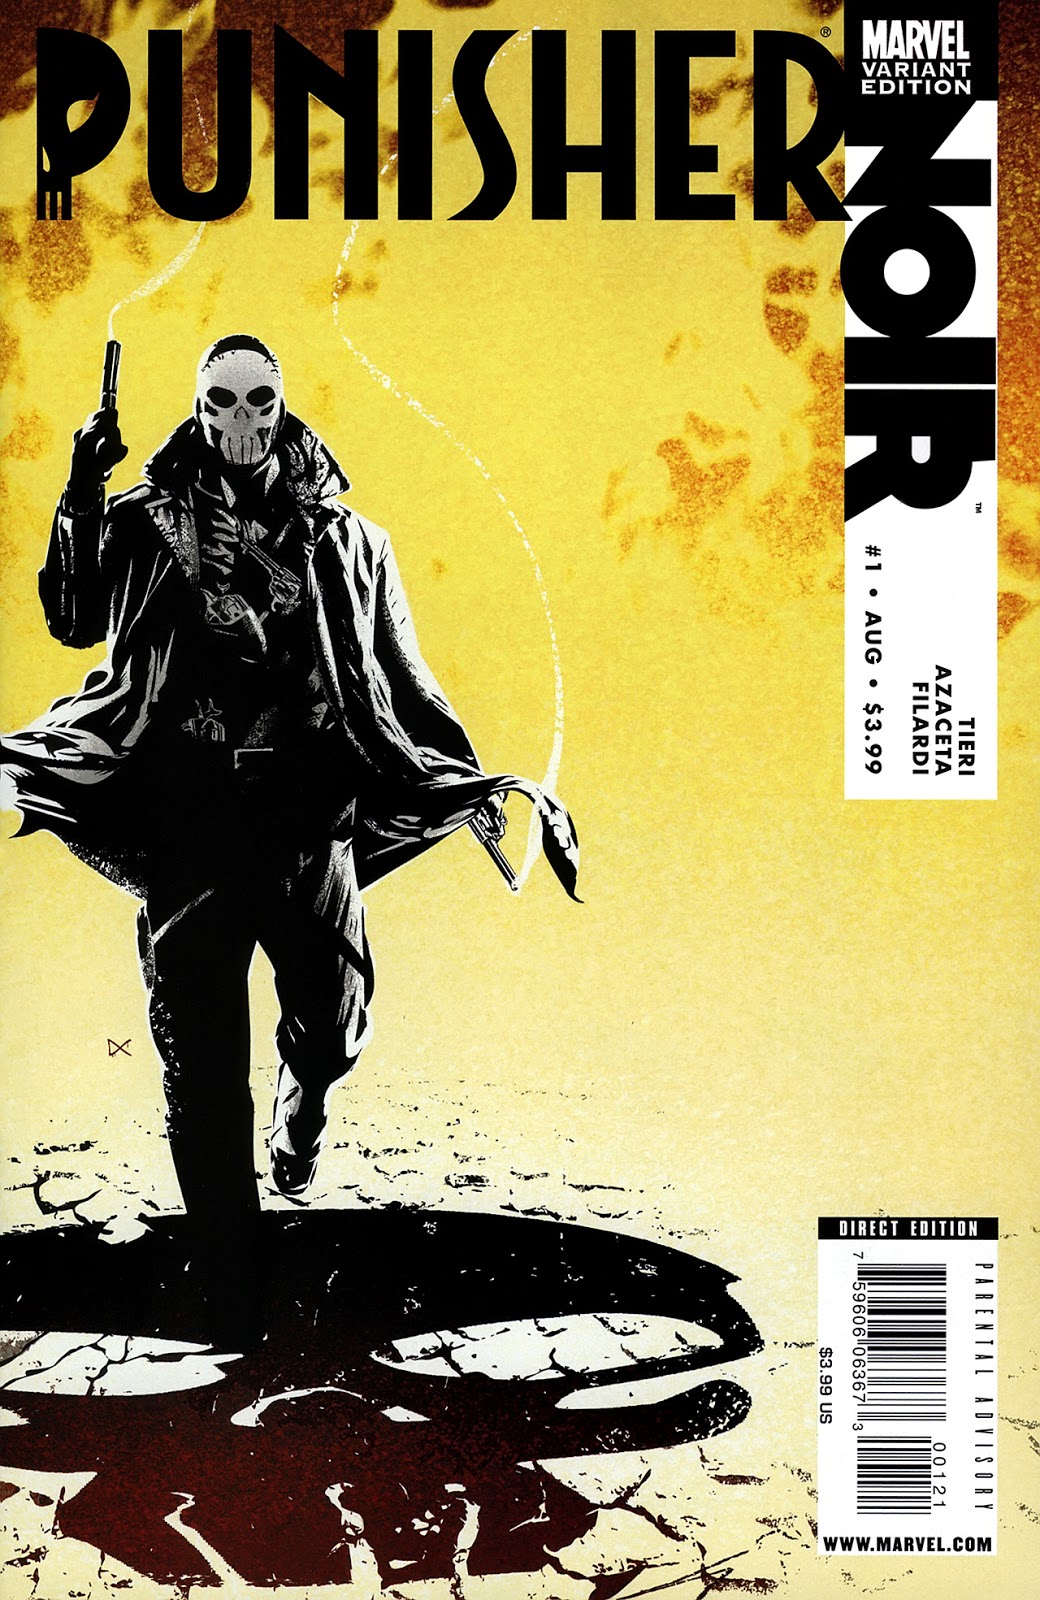 PUNISHER®
MARVEL
VARIANT
EDITION
NOIR™
#1 • AUG • $3.99
TIERI
AZACETA
FILARDI
DIRECT EDITION
7 59606 06367 3
00121
$3.99 US
PARENTAL ADVISORY
WWW.MARVEL.COM